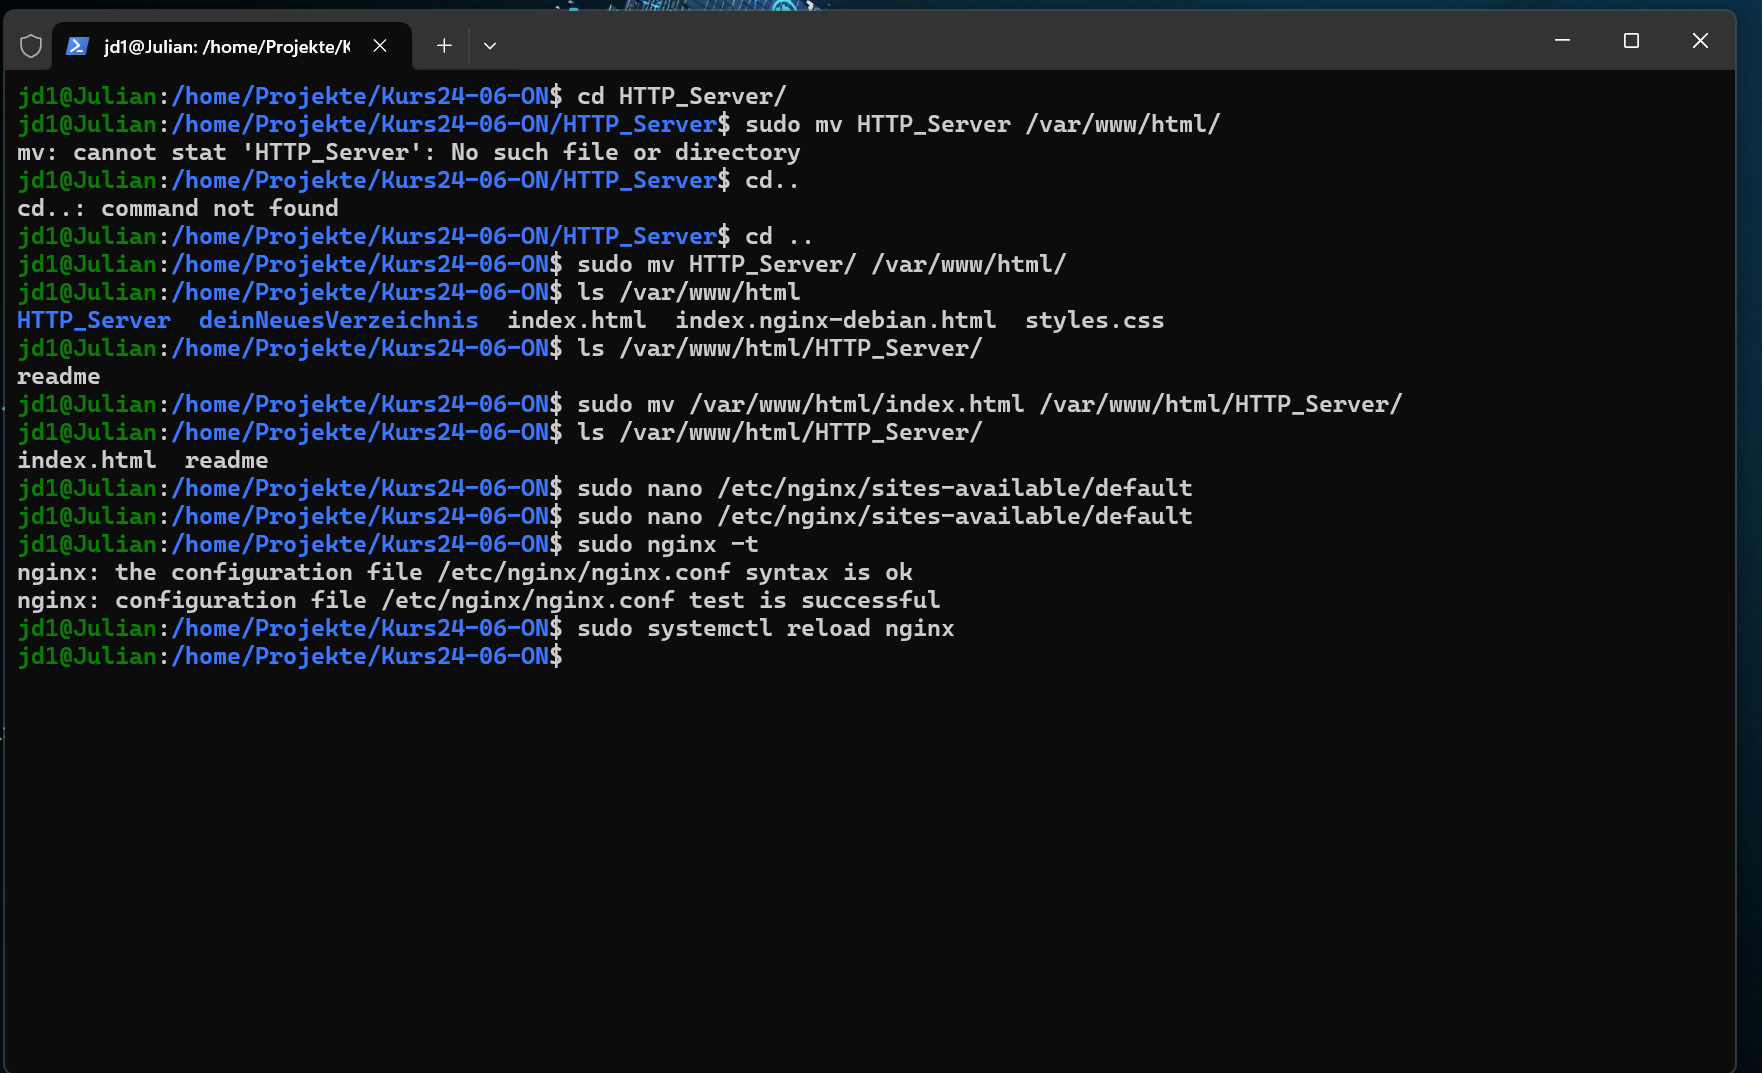 jd1@Julian: /home/Projekte/K
jd1@Julian:/home/Projekte/Kurs24-06-ON$ cd HTTP_Server/
jd1@Julian:/home/Projekte/Kurs24-06-ON/HTTP_Server$ sudo mv HTTP_Server /var/www/html/
mv: cannot stat 'HTTP_Server': No such file or directory
jd1@Julian:/home/Projekte/Kurs24-06-ON/HTTP_Server$ cd..
cd..: command not found
jd1@Julian:/home/Projekte/Kurs24-06-ON/HTTP_Server$ cd ..
jd1@Julian:/home/Projekte/Kurs24-06-ON$ sudo mv HTTP_Server/ /var/www/html/
jd1@Julian:/home/Projekte/Kurs24-06-ON$ ls /var/www/html
HTTP_Server  deinNeuesVerzeichnis  index.html  index.nginx-debian.html  styles.css
jd1@Julian:/home/Projekte/Kurs24-06-ON$ ls /var/www/html/HTTP_Server/
readme
jd1@Julian:/home/Projekte/Kurs24-06-ON$ sudo mv /var/www/html/index.html /var/www/html/HTTP_Server/
jd1@Julian:/home/Projekte/Kurs24-06-ON$ ls /var/www/html/HTTP_Server/
index.html  readme
jd1@Julian:/home/Projekte/Kurs24-06-ON$ sudo nano /etc/nginx/sites-available/default
jd1@Julian:/home/Projekte/Kurs24-06-ON$ sudo nano /etc/nginx/sites-available/default
jd1@Julian:/home/Projekte/Kurs24-06-ON$ sudo nginx -t
nginx: the configuration file /etc/nginx/nginx.conf syntax is ok
nginx: configuration file /etc/nginx/nginx.conf test is successful
jd1@Julian:/home/Projekte/Kurs24-06-ON$ sudo systemctl reload nginx
jd1@Julian:/home/Projekte/Kurs24-06-ON$